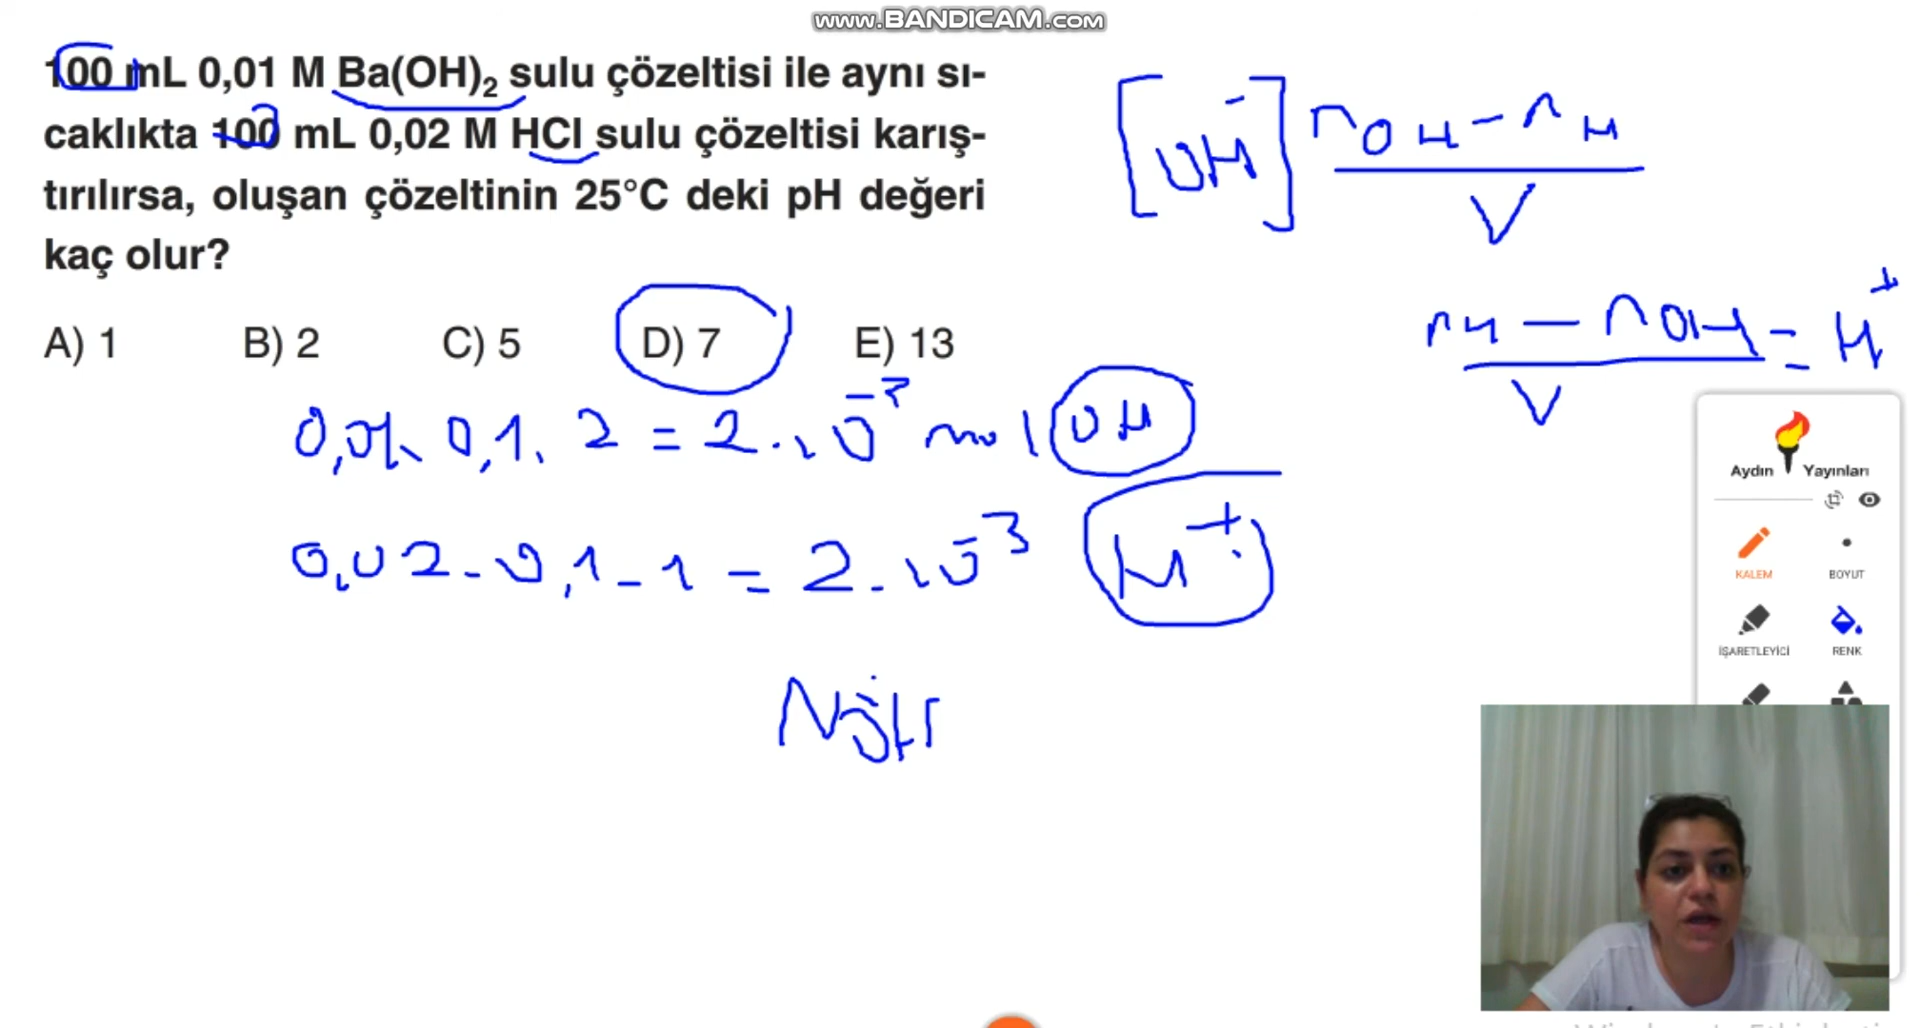 www.BANDICAM.com
100 mL 0,01 M Ba(OH)₂ sulu çözeltisi ile aynı sı-
caklıkta 100 mL 0,02 M HCl sulu çözeltisi karış-
tırılırsa, oluşan çözeltinin 25°C deki pH değeri
kaç olur?
A) 1 B) 2 C) 5 D) 7 E) 13
[OH⁻] nOH - nH
V
nH - nOH = H⁺
V
0,01. 0,1. 2 = 2.10⁻³ mol OH
0,02.0,1.1 = 2.10⁻³ H⁺
Nötr
Aydın Yayınları
KALEM BOYUT
İŞARETLEYİCİ RENK